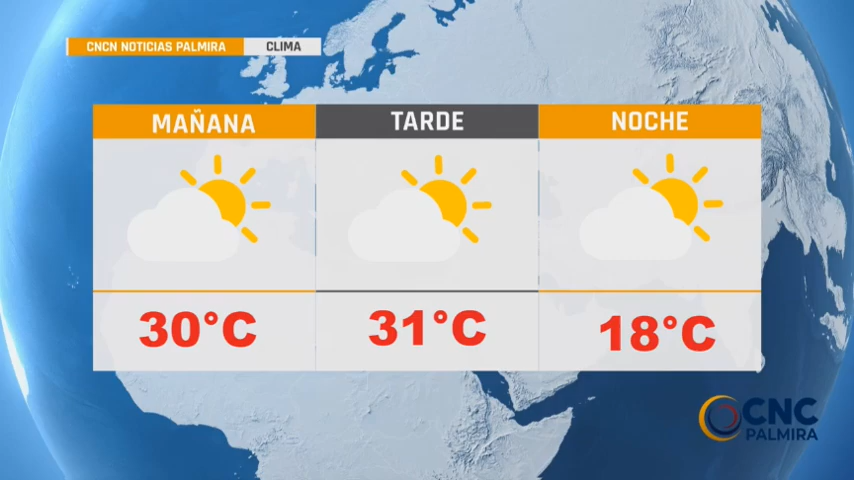 CNCN NOTICIAS PALMIRA CLIMA
MAÑANA TARDE NOCHE
30°C 31°C 18°C
CNC
PALMIRA